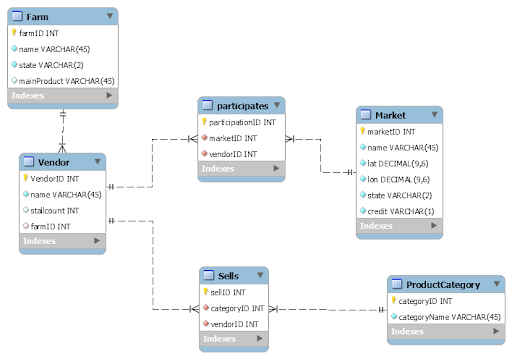 Farm
farmID INT
name VARCHAR(45)
state VARCHAR(2)
mainProduct VARCHAR(45)
Indexes
participates
participationID INT
marketID INT
vendorID INT
Indexes
Market
marketID INT
name VARCHAR(45)
lat DECIMAL(9,6)
lon DECIMAL(9,6)
state VARCHAR(2)
credit VARCHAR(1)
Indexes
Vendor
VendorID INT
name VARCHAR(45)
stallcount INT
farmID INT
Indexes
Sells
sellID INT
categoryID INT
vendorID INT
Indexes
ProductCategory
categoryID INT
categoryName VARCHAR(45)
Indexes